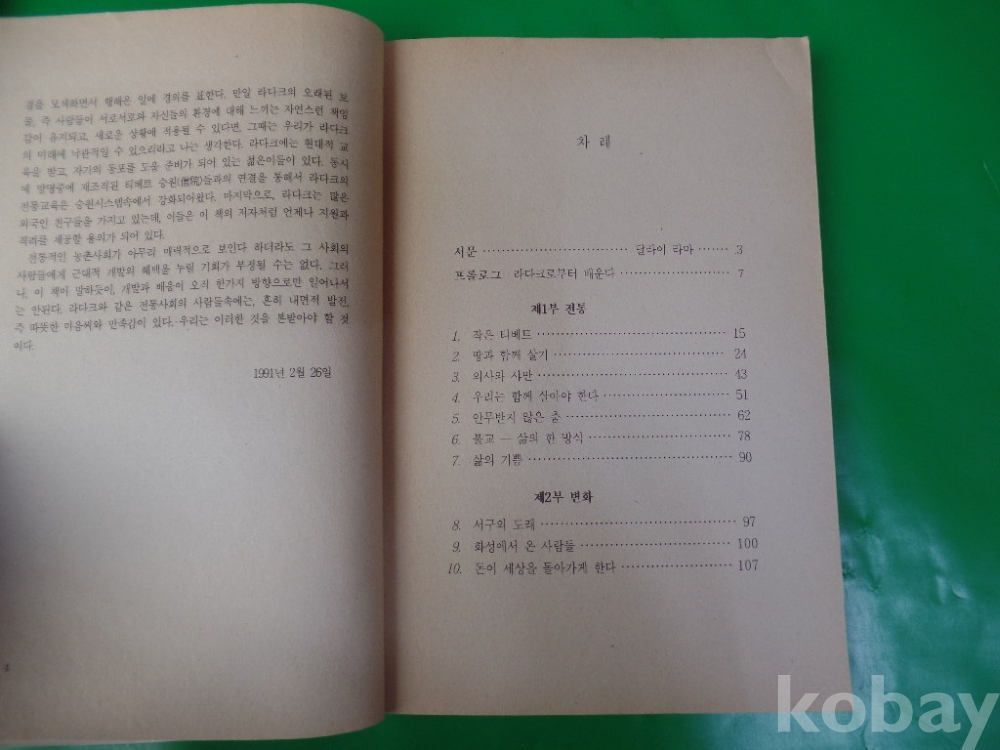 경을 모색하면서 행해온 일에 경의를 표한다. 만일 라다크의 오래된 보
물, 즉 사람들이 서로서로와 자신들의 환경에 대해 느끼는 자연스런 책임
감이 유지되고, 새로운 상황에 적용될 수 있다면, 그때는 우리가 라다크
의 미래에 낙관적일 수 있으리라고 나는 생각한다. 라다크에는 현대적 교
육을 받고, 자기의 동포를 도울 준비가 되어 있는 젊은이들이 있다. 동시
에 망명중에 재조직된 티베트 승원(僧院)들과의 연결을 통해서 라다크의
전통교육은 승원시스템속에서 강화되어왔다. 마지막으로, 라다크는 많은
외국인 친구들을 가지고 있는데, 이들은 이 책의 저자처럼 언제나 지원과
격려를 제공할 용의가 되어 있다.
전통적인 농촌사회가 아무리 매력적으로 보인다 하더라도 그 사회의
사람들에게 근대적 개발의 혜택을 누릴 기회가 부정될 수는 없다. 그러
나, 이 책이 말하듯이, 개발과 배움이 오직 한가지 방향으로만 일어나서
는 안된다. 라다크와 같은 전통사회의 사람들속에는, 흔히 내면적 발전,
즉 따뜻한 마음씨와 만족감이 있다. 우리는 이러한 것을 본받아야 할 것
이다.
1991년 2월 26일
4
차 례
서문 달라이 라마 3
프롤로그 라다크로부터 배운다 7
제1부 전통
1. 작은 티베트 15
2. 땅과 함께 살기 24
3. 의사와 샤만 43
4. 우리는 함께 살아야 한다 51
5. 안무받지 않은 춤 62
6. 불교 — 삶의 한 방식 78
7. 삶의 기쁨 90
제2부 변화
8. 서구의 도래 97
9. 화성에서 온 사람들 100
10. 돈이 세상을 돌아가게 한다 107
kobay